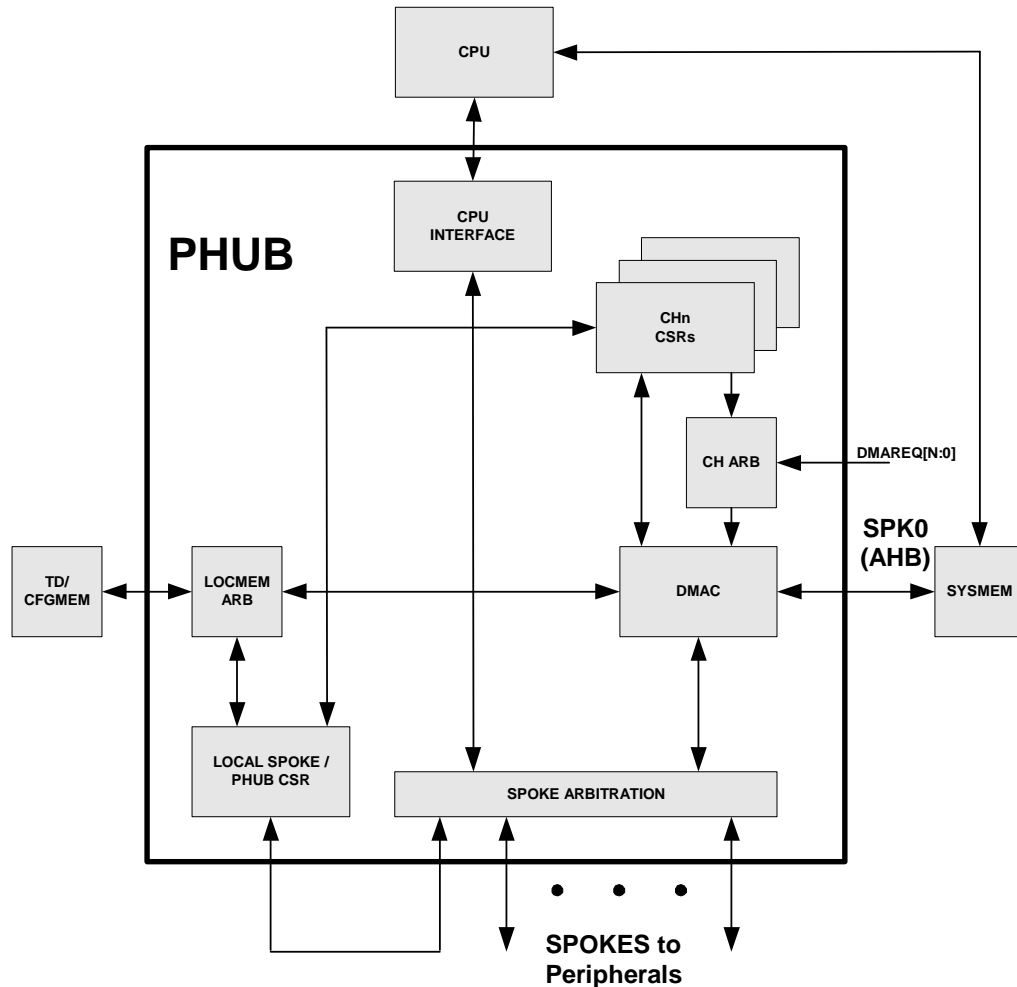 CPU
CPU
INTERFACE
PHUB
CHn
CSRs
CH ARB
DMAREQ[N:0]
SPK0
(AHB)
TD/
CFGMEM
LOCMEM
ARB
DMAC
SYSMEM
LOCAL SPOKE /
PHUB CSR
SPOKE ARBITRATION
SPOKES to
Peripherals